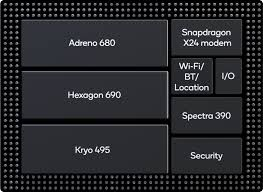 Adreno 680
Snapdragon
X24 modem
Wi-Fi/
BT/
Location
I/O
Hexagon 690
Spectra 390
Kryo 495
Security